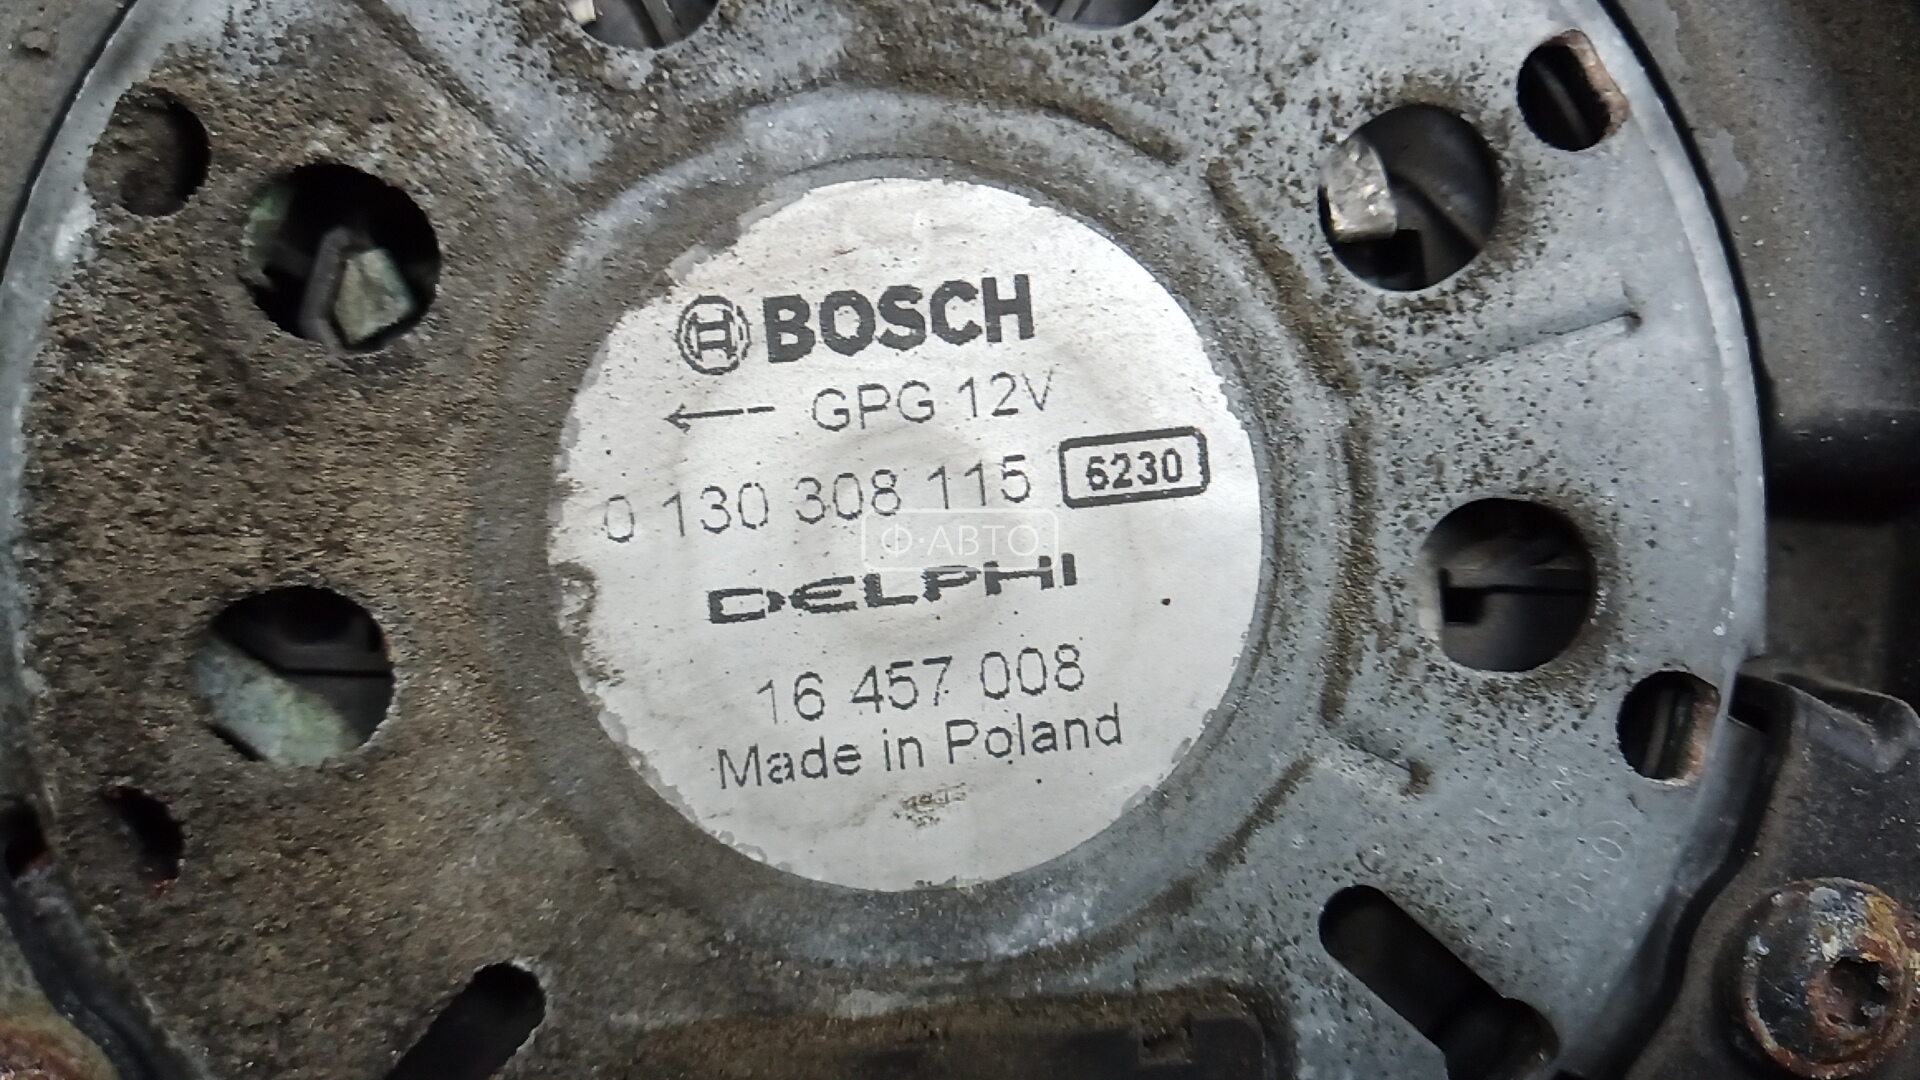 BOSCH
← GPG 12V
0 130 308 115 6230
Ф·АВТО
DELPHI
16 457 008
Made in Poland